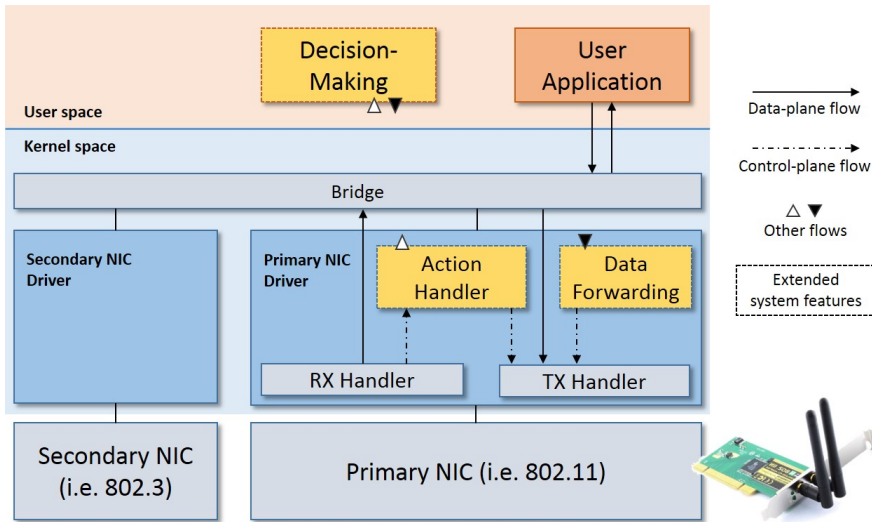 Decision-
Making
User
Application
User space
Kernel space
Bridge
Secondary NIC
Driver
Primary NIC
Driver
Action
Handler
Data
Forwarding
RX Handler
TX Handler
Secondary NIC
(i.e. 802.3)
Primary NIC (i.e. 802.11)
Data-plane flow
Control-plane flow
Other flows
Extended
system features